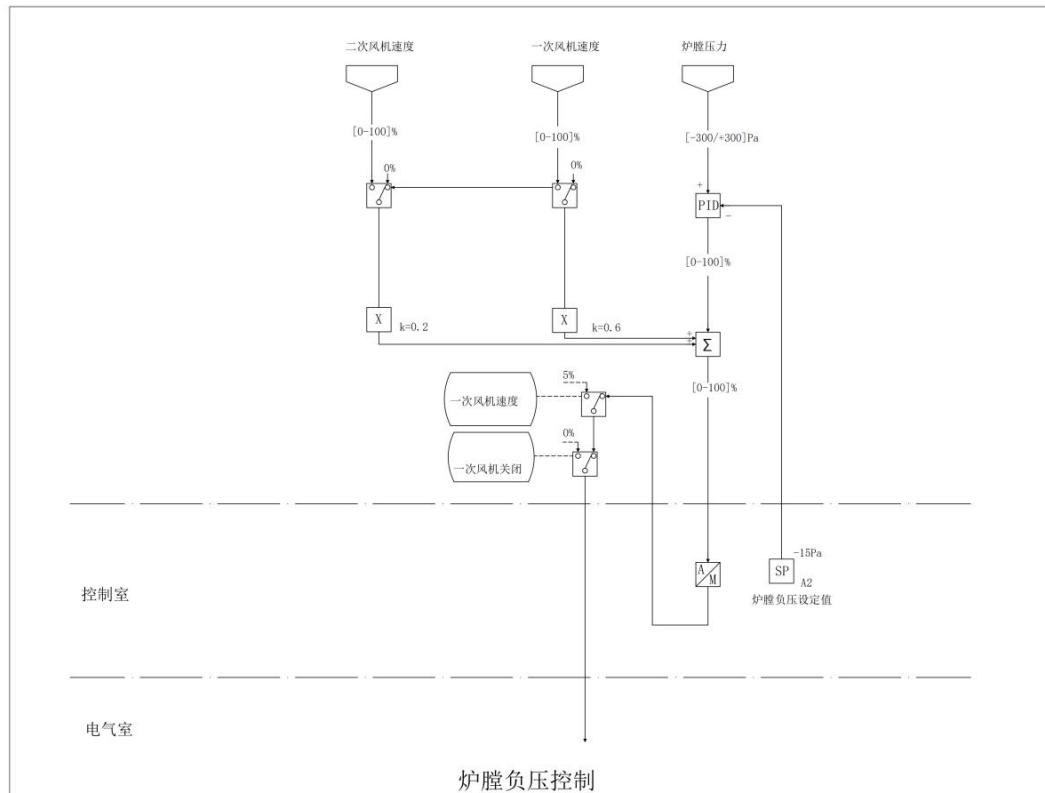 二次风机速度
一次风机速度
炉膛压力
[0-100]%
[0-100]%
[-300/+300]Pa
0%
0%
+
PID
-
[0-100]%
X
k=0.2
X
k=0.6
+
+
Σ
[0-100]%
5%
一次风机速度
0%
一次风机关闭
-15Pa
A/M
SP
A2
控制室
炉膛负压设定值
电气室
炉膛负压控制